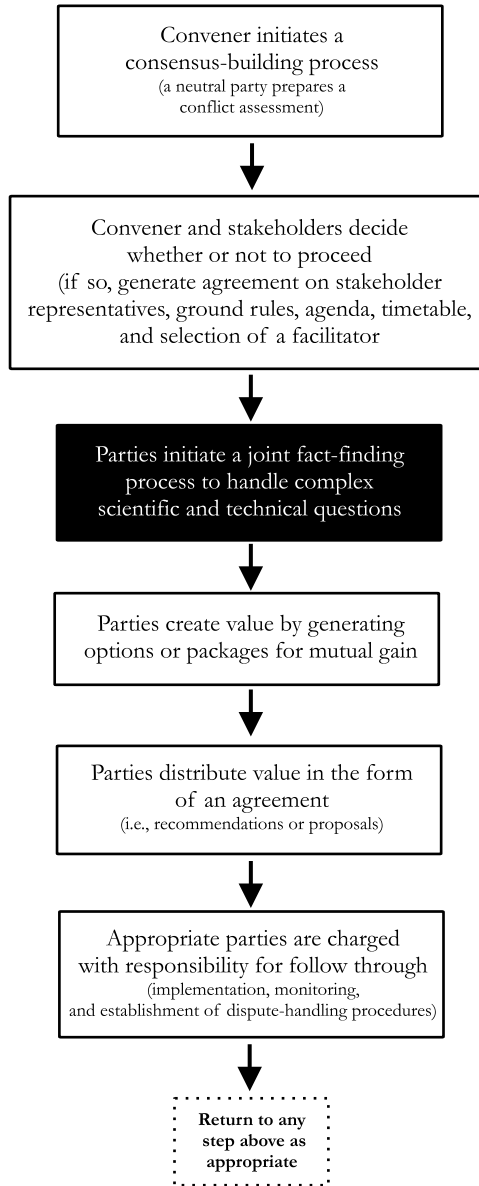 Convener initiates a
consensus-building process
(a neutral party prepares a
conflict assessment)
Convener and stakeholders decide
whether or not to proceed
(if so, generate agreement on stakeholder
representatives, ground rules, agenda, timetable,
and selection of a facilitator
Parties initiate a joint fact-finding
process to handle complex
scientific and technical questions
Parties create value by generating
options or packages for mutual gain
Parties distribute value in the form
of an agreement
(i.e., recommendations or proposals)
Appropriate parties are charged
with responsibility for follow through
(implementation, monitoring,
and establishment of dispute-handling procedures)
Return to any
step above as
appropriate